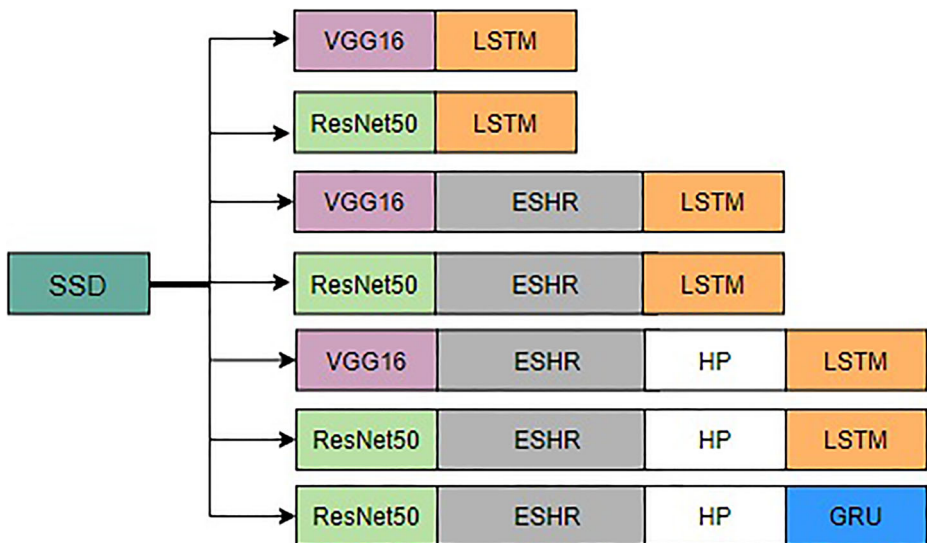 VGG16 LSTM
ResNet50 LSTM
VGG16 ESHR LSTM
SSD
ResNet50 ESHR LSTM
VGG16 ESHR HP LSTM
ResNet50 ESHR HP LSTM
ResNet50 ESHR HP GRU